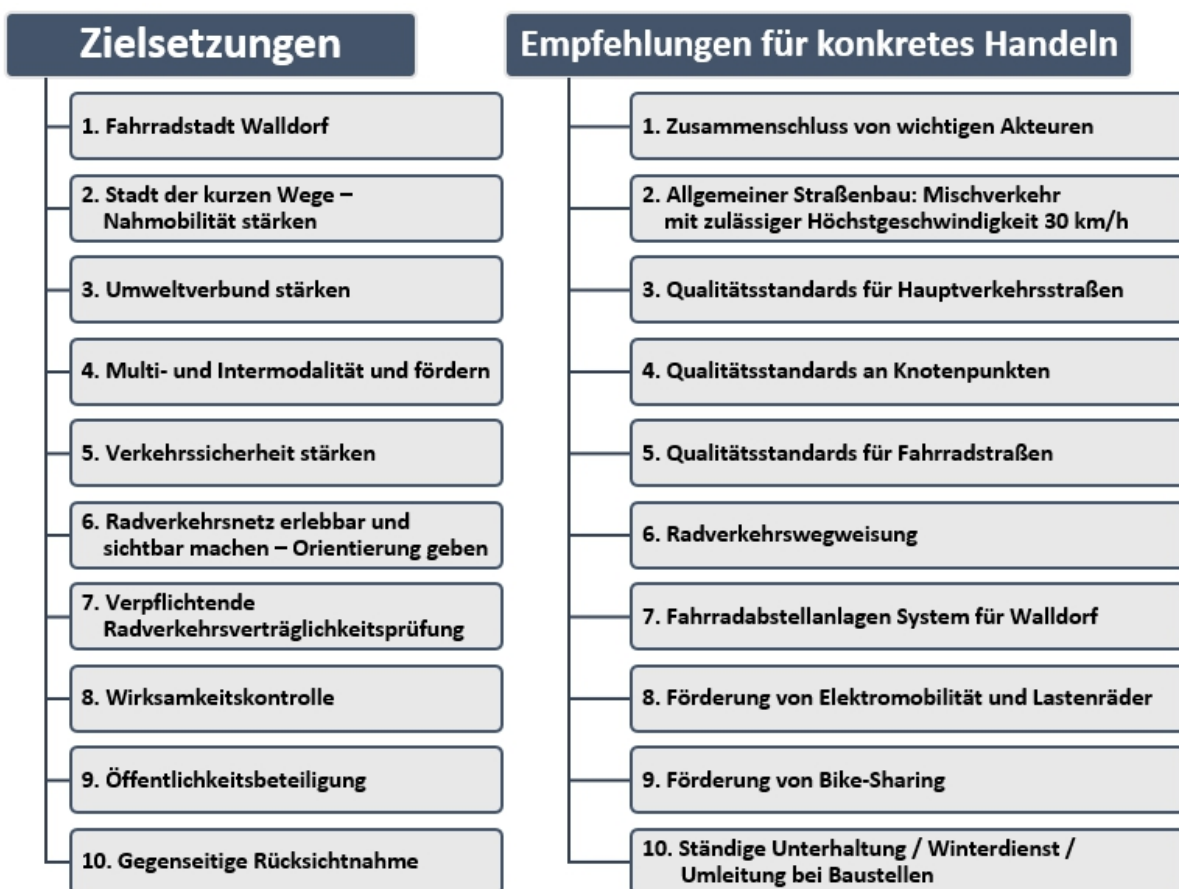 Zielsetzungen
1. Fahrradstadt Walldorf
2. Stadt der kurzen Wege –
Nahmobilität stärken
3. Umweltverbund stärken
4. Multi- und Intermodalität und fördern
5. Verkehrssicherheit stärken
6. Radverkehrsnetz erlebbar und
sichtbar machen – Orientierung geben
7. Verpflichtende
Radverkehrsverträglichkeitsprüfung
8. Wirksamkeitskontrolle
9. Öffentlichkeitsbeteiligung
10. Gegenseitige Rücksichtnahme
Empfehlungen für konkretes Handeln
1. Zusammenschluss von wichtigen Akteuren
2. Allgemeiner Straßenbau: Mischverkehr
mit zulässiger Höchstgeschwindigkeit 30 km/h
3. Qualitätsstandards für Hauptverkehrsstraßen
4. Qualitätsstandards an Knotenpunkten
5. Qualitätsstandards für Fahrradstraßen
6. Radverkehrswegweisung
7. Fahrradabstellanlagen System für Walldorf
8. Förderung von Elektromobilität und Lastenräder
9. Förderung von Bike-Sharing
10. Ständige Unterhaltung / Winterdienst /
Umleitung bei Baustellen